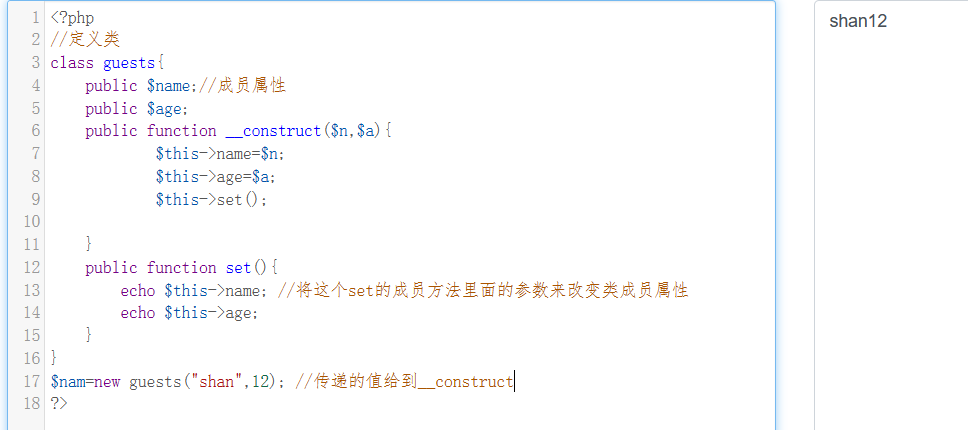 1 <?php
2 //定义类
3 class guests{
4 public $name;//成员属性
5 public $age;
6 public function __construct($n,$a){
7 $this->name=$n;
8 $this->age=$a;
9 $this->set();
10
11 }
12 public function set(){
13 echo $this->name; //将这个set的成员方法里面的参数来改变类成员属性
14 echo $this->age;
15 }
16 }
17 $nam=new guests("shan",12); //传递的值给到__construct
18 ?>
shan12